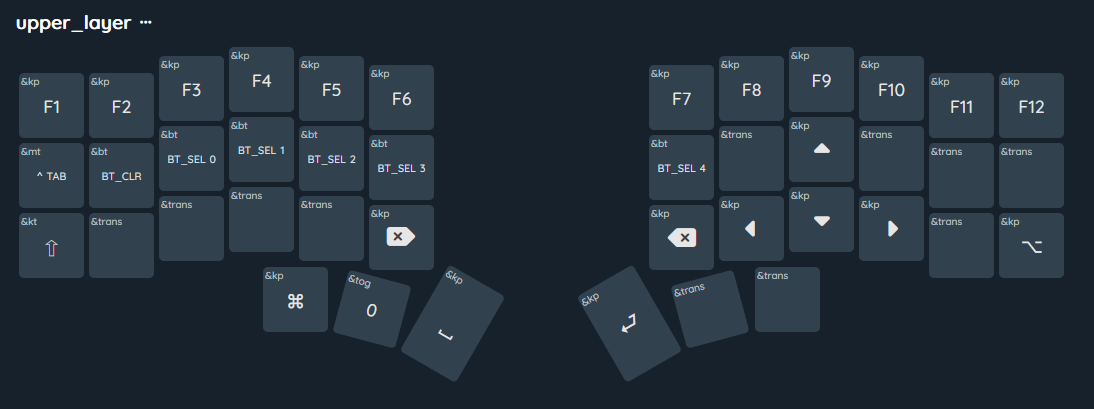 upper_layer ···
&kp &kp &kp &kp &kp &kp &kp &kp &kp &kp &kp &kp
F1 F2 F3 F4 F5 F6 F7 F8 F9 F10 F11 F12
&mt &bt &bt &bt &bt &bt &bt &trans &kp &trans &trans &trans
^ TAB BT_CLR BT_SEL 0 BT_SEL 1 BT_SEL 2 BT_SEL 3 BT_SEL 4 ▲
&kt &trans &trans &trans &trans &kp &kp &kp &kp &kp &trans &kp
⇧ ⌦ ⌫ ◀ ▼ ▶ ⌥
&kp &tog &kp &kp &trans &trans
⌘ 0 ⎵ ⏎